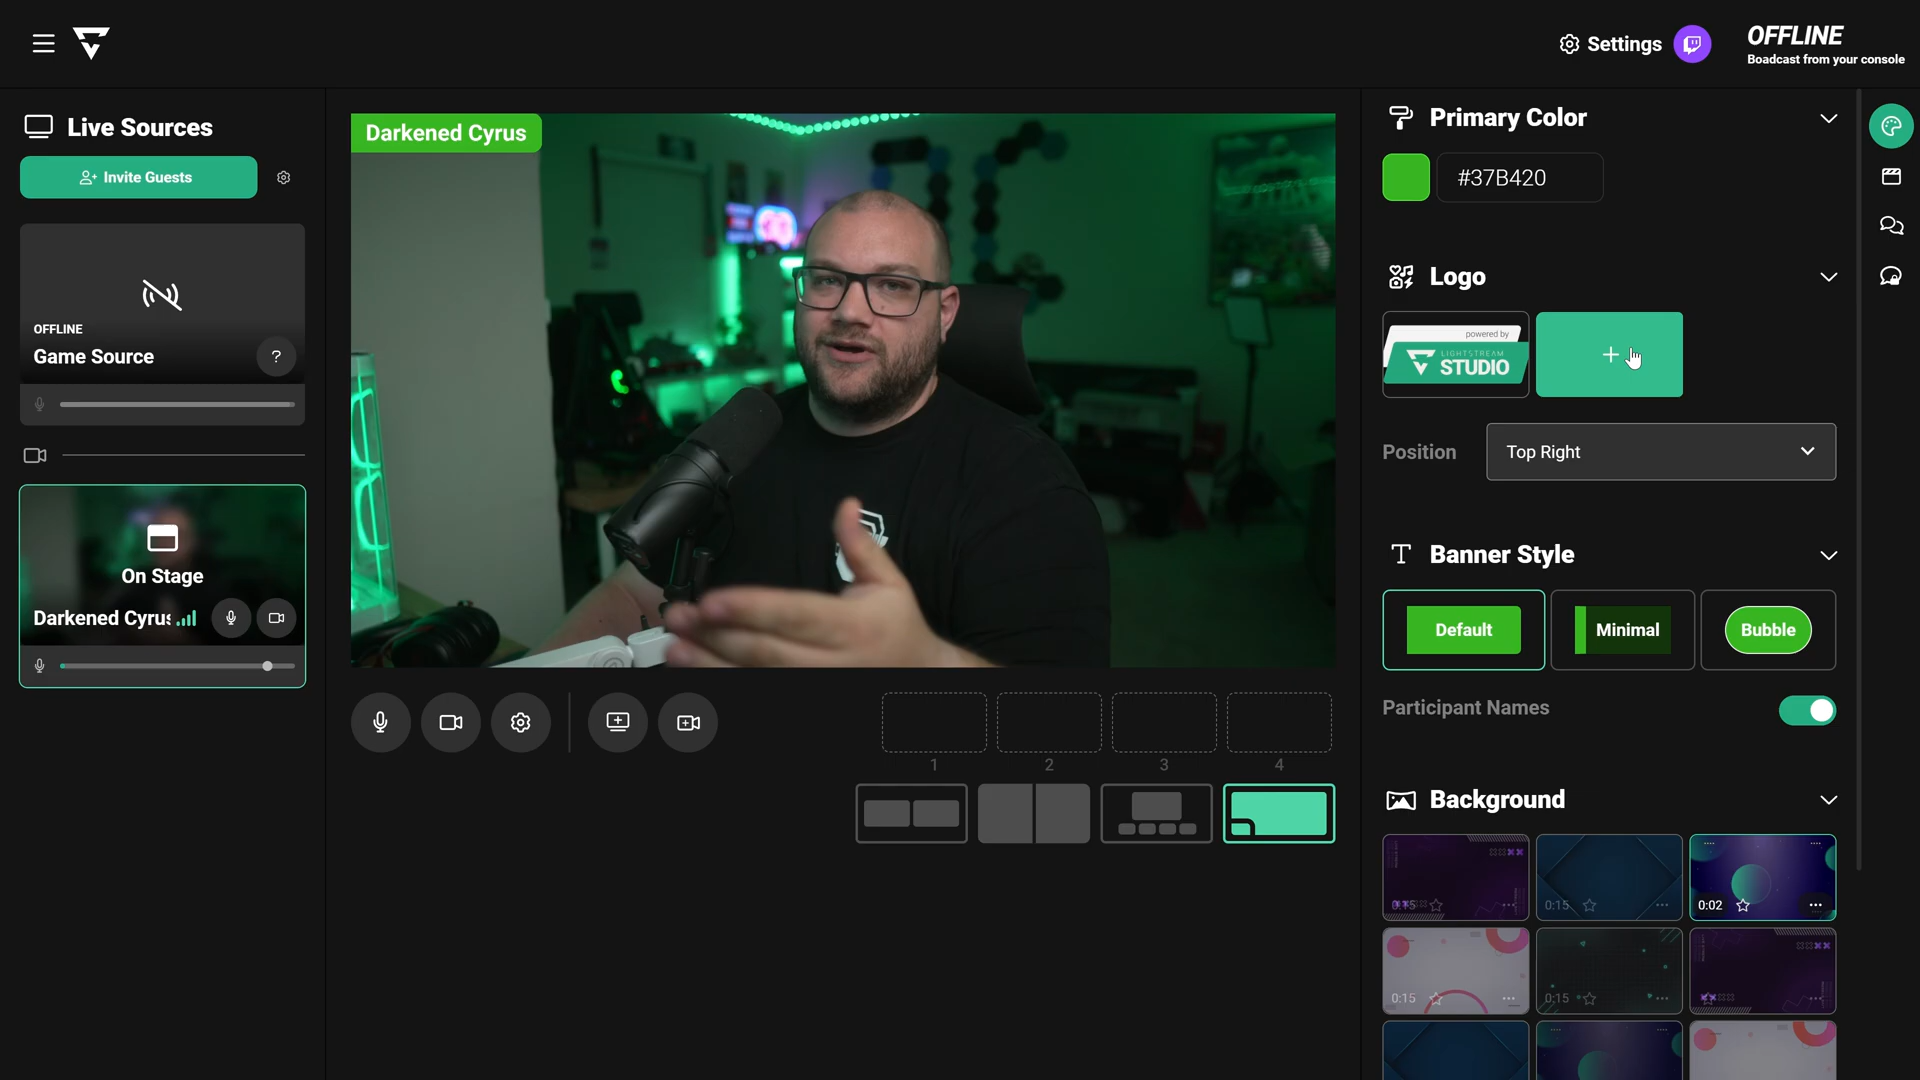 Settings
OFFLINE
Boadcast from your console
Live Sources
Invite Guests
OFFLINE
Game Source
?
On Stage
Darkened Cyrus
Darkened Cyrus
1
2
3
4
Primary Color
#37B420
Logo
powered by
LIGHTSTREAM
STUDIO
+
Position
Top Right
Banner Style
Default
Minimal
Bubble
Participant Names
Background
0:15
0:15
0:02
0:15
0:15